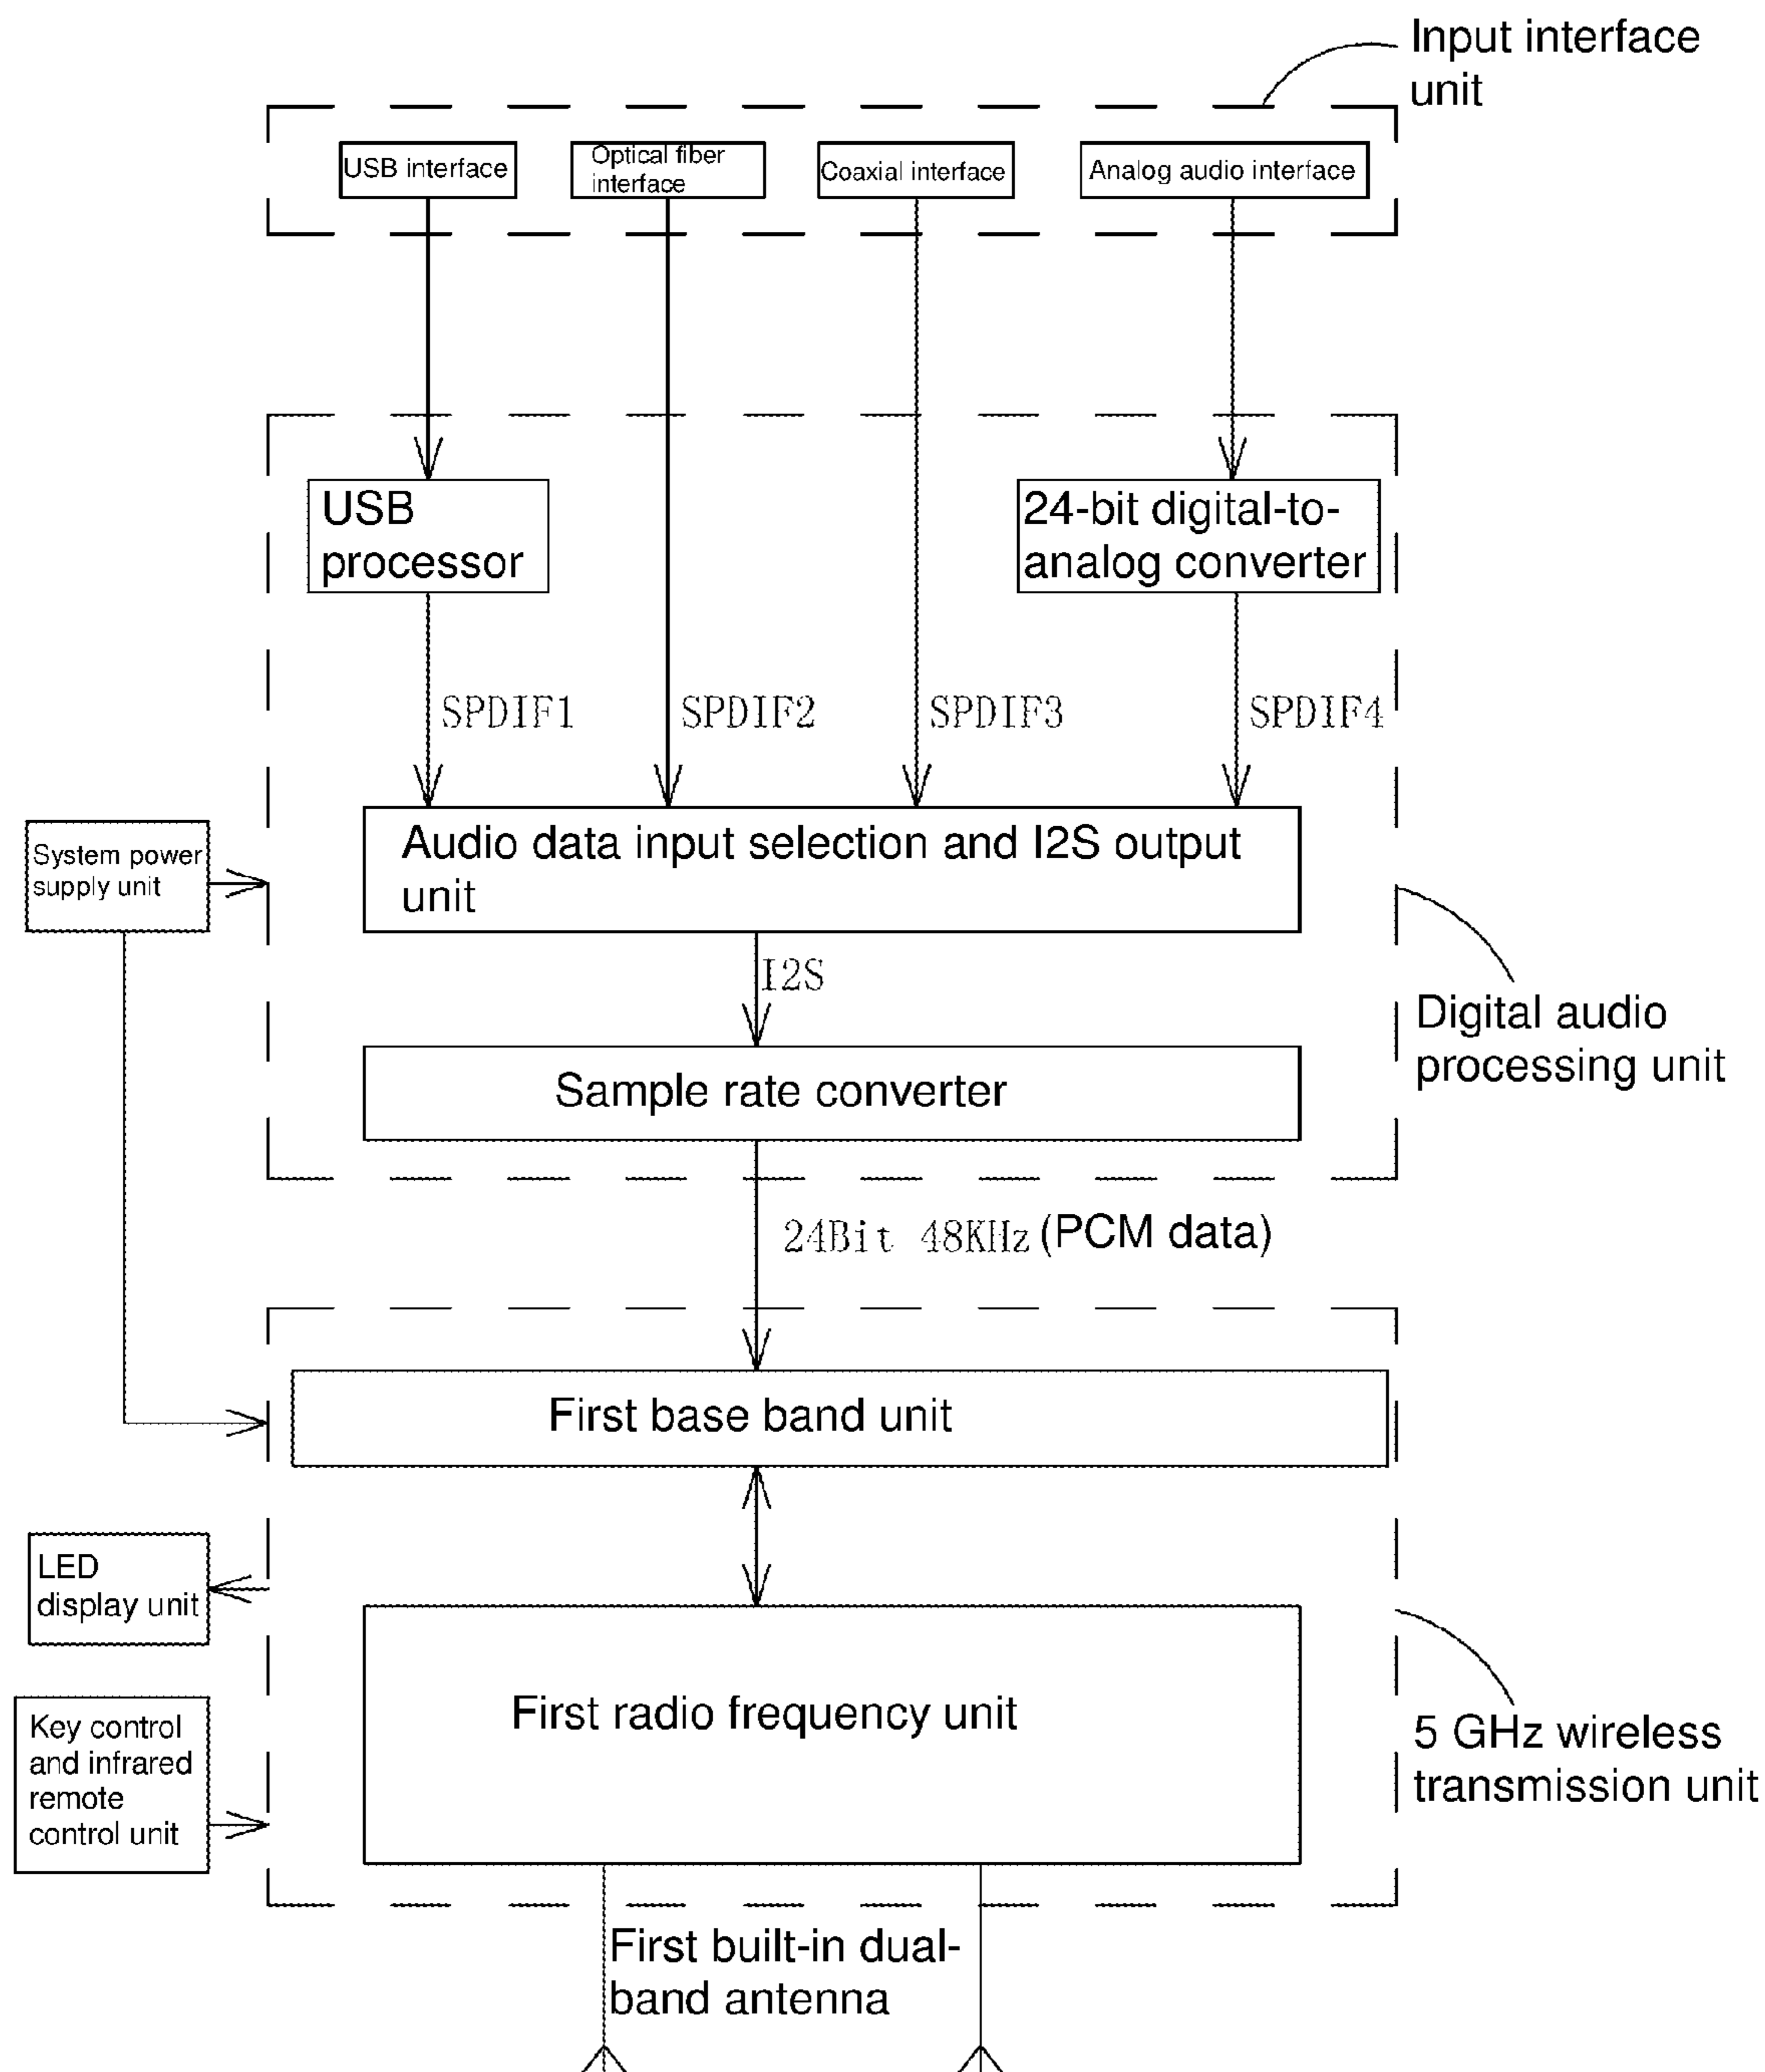 Input interface
unit
USB interface
Optical fiber
interface
Coaxial interface
Analog audio interface
USB
processor
24-bit digital-to-
analog converter
SPDIF1
SPDIF2
SPDIF3
SPDIF4
Audio data input selection and I2S output
unit
System power
supply unit
I2S
Digital audio
processing unit
Sample rate converter
24Bit 48KHz (PCM data)
First base band unit
LED
display unit
First radio frequency unit
Key control
and infrared
remote
control unit
5 GHz wireless
transmission unit
First built-in dual-
band antenna